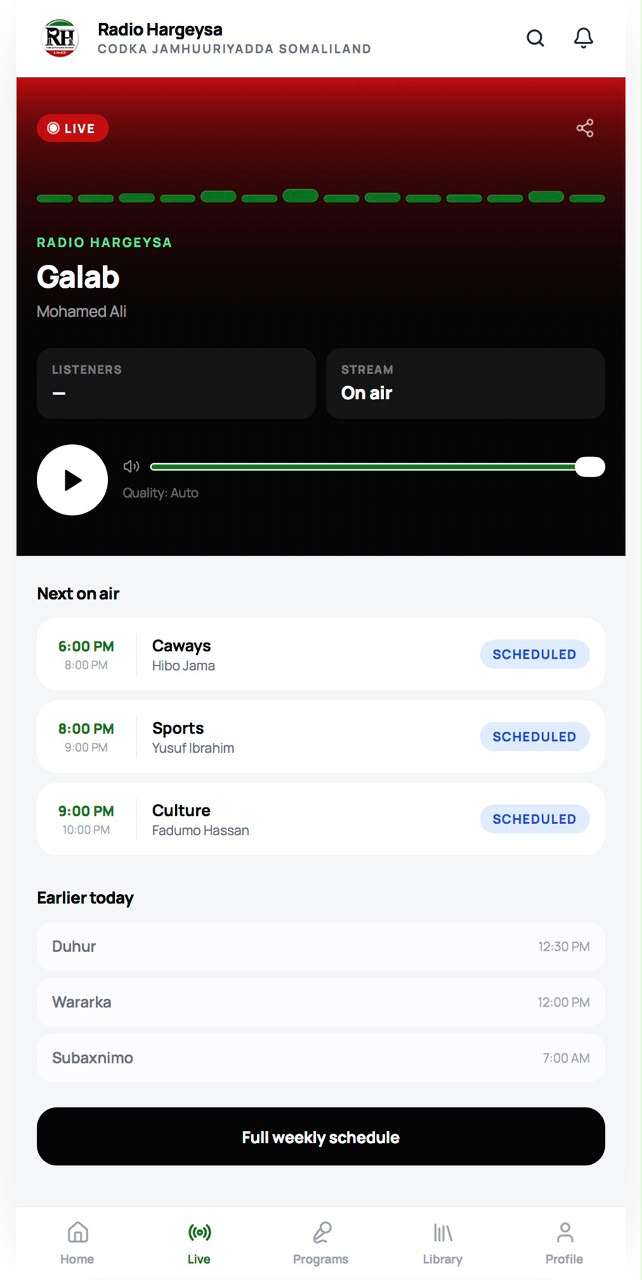 RH
Radio Hargeysa
CODKA JAMHUURIYADDA SOMALILAND
LIVE
RADIO HARGEYSA
Galab
Mohamed Ali
LISTENERS
–
STREAM
On air
Quality: Auto
Next on air
6:00 PM
8:00 PM
Caways
Hibo Jama
SCHEDULED
8:00 PM
9:00 PM
Sports
Yusuf Ibrahim
SCHEDULED
9:00 PM
10:00 PM
Culture
Fadumo Hassan
SCHEDULED
Earlier today
Duhur 12:30 PM
Wararka 12:00 PM
Subaxnimo 7:00 AM
Full weekly schedule
Home Live Programs Library Profile